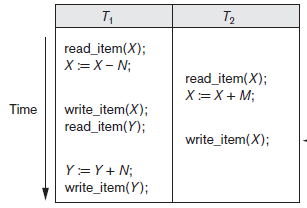 T₁ T₂
read_item(X);
X := X – N;
read_item(X);
X := X + M;
Time
write_item(X);
read_item(Y);
write_item(X);
Y := Y + N;
write_item(Y);